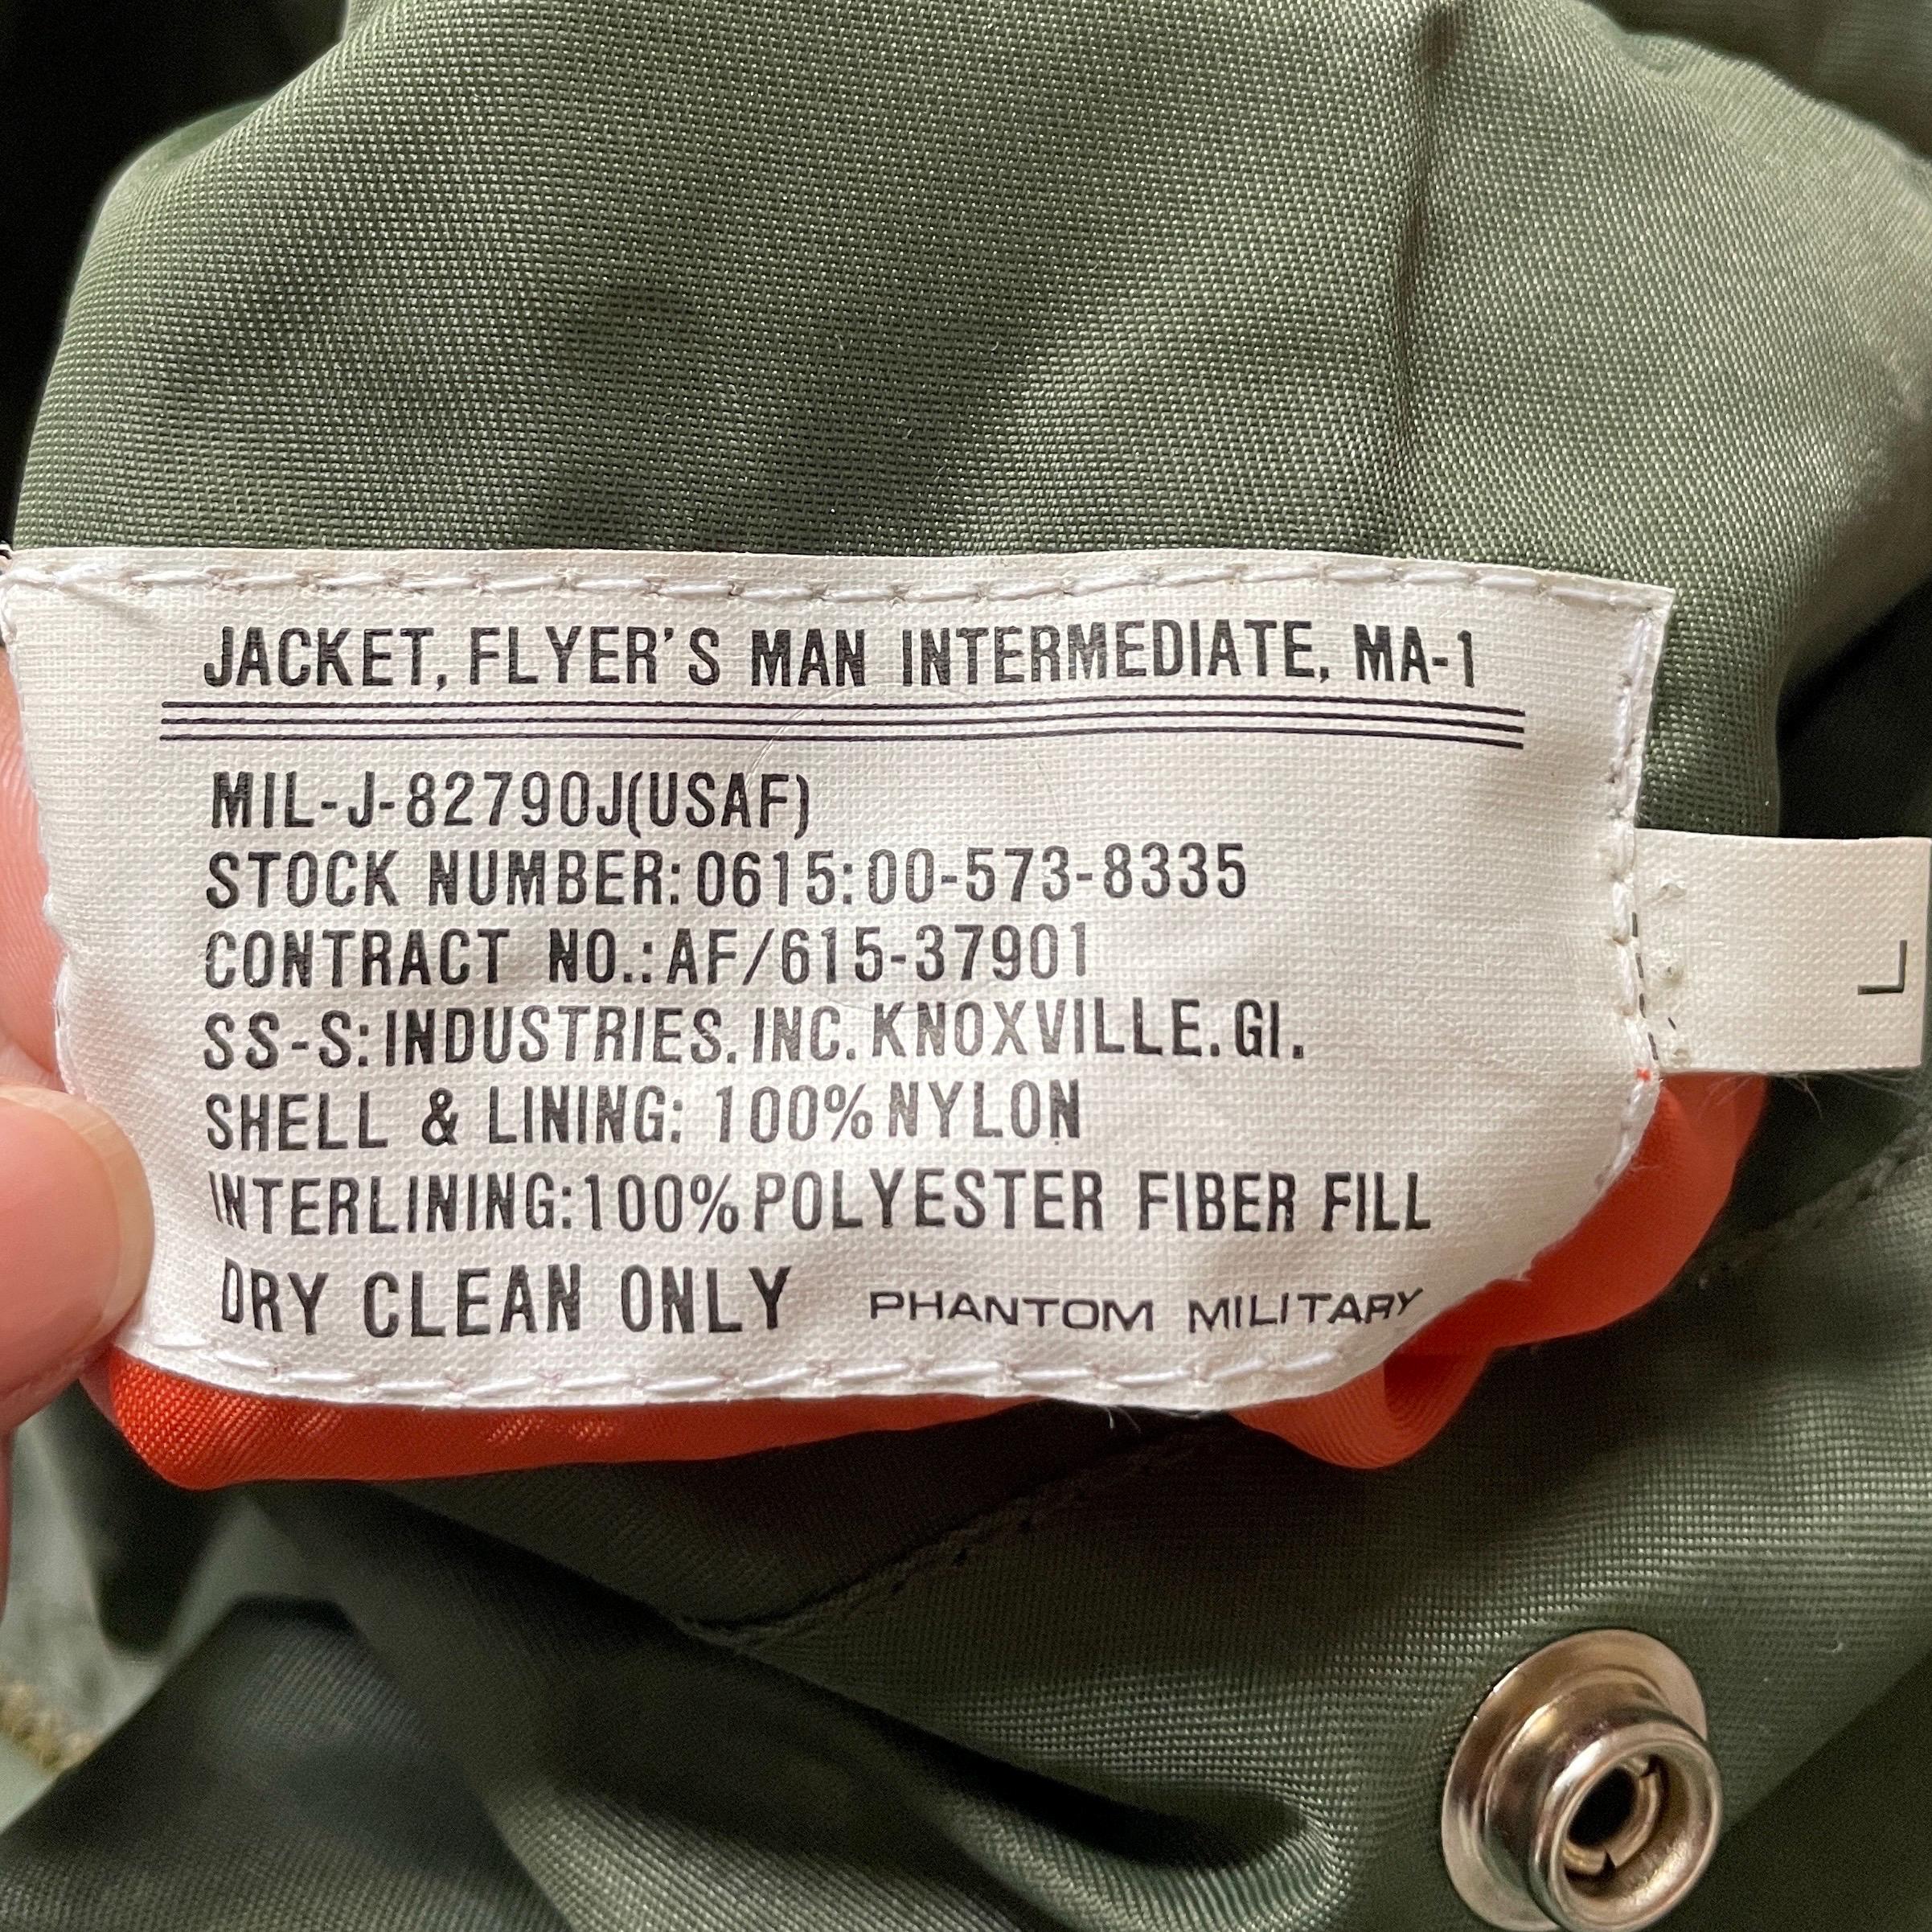 JACKET, FLYER'S MAN INTERMEDIATE, MA-1
MIL-J-82790J(USAF)
STOCK NUMBER:0615:00-573-8335
CONTRACT NO.:AF/615-37901
SS-S:INDUSTRIES.INC.KNOXVILLE.GI.
SHELL & LINING: 100%NYLON
INTERLINING:100%POLYESTER FIBER FILL
DRY CLEAN ONLY PHANTOM MILITARY
L